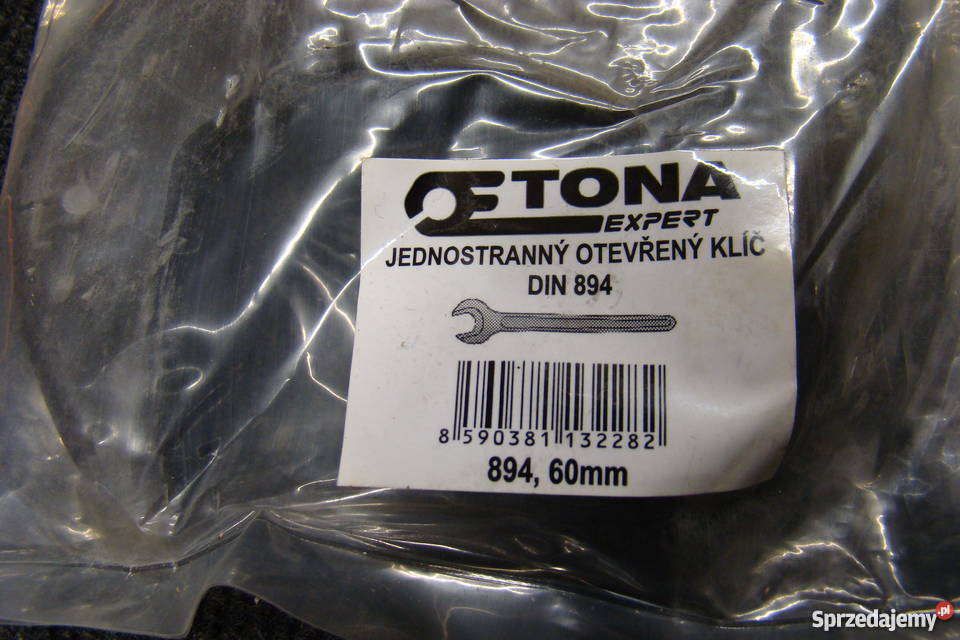 TONA
EXPERT
JEDNOSTRANNÝ OTEVŘENÝ KLÍČ
DIN 894
8 590381 132282
894, 60mm
Sprzedajemy.pl